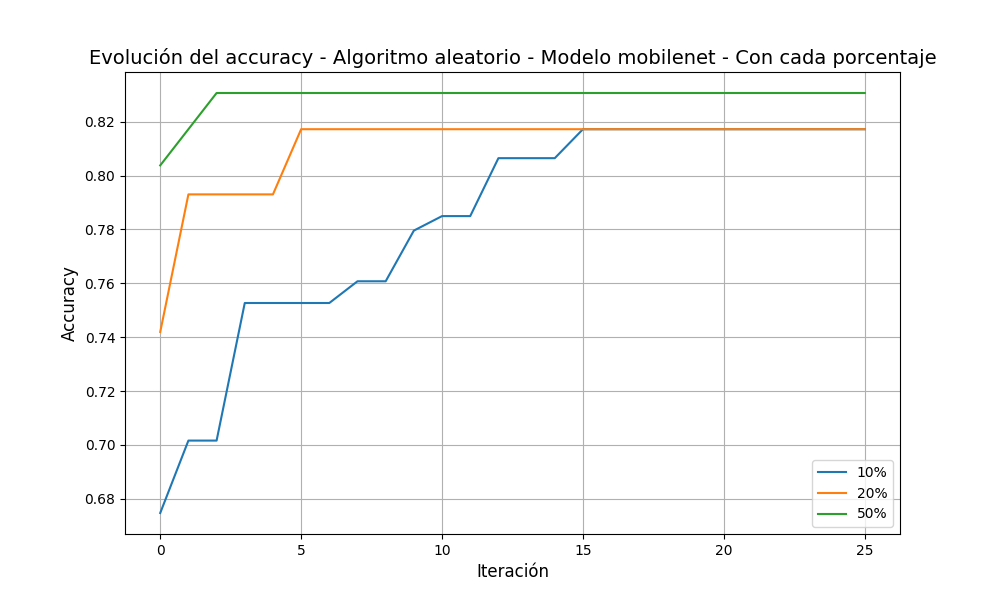 Evolución del accuracy - Algoritmo aleatorio - Modelo mobilenet - Con cada porcentaje
Accuracy
0.82
0.80
0.78
0.76
0.74
0.72
0.70
0.68
10%
20%
50%
0 5 10 15 20 25
Iteración